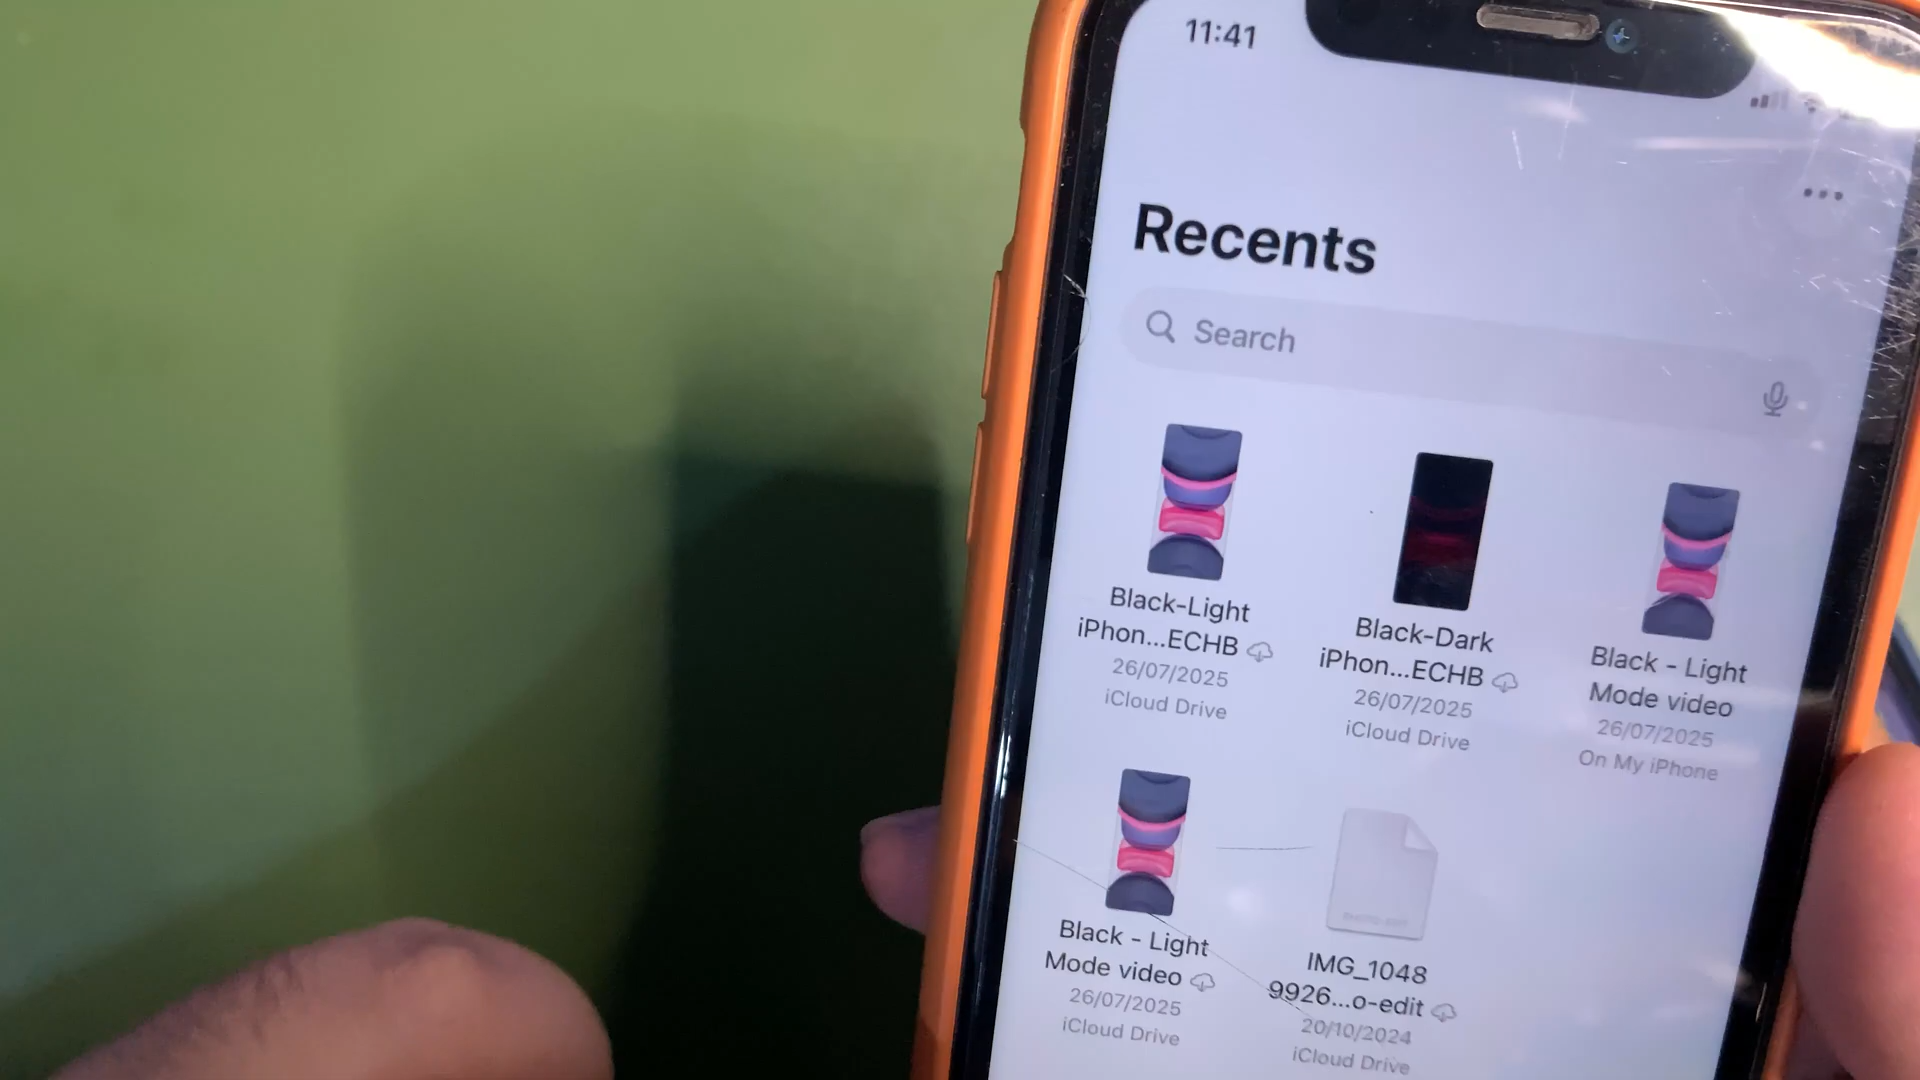 11:41
Recents
Search
Black-Light
iPhon...ECHB
26/07/2025
iCloud Drive
Black-Dark
iPhon...ECHB
26/07/2025
iCloud Drive
Black - Light
Mode video
26/07/2025
On My iPhone
Black - Light
Mode video
26/07/2025
iCloud Drive
IMG_1048
9926...o-edit
20/10/2024
iCloud Drive